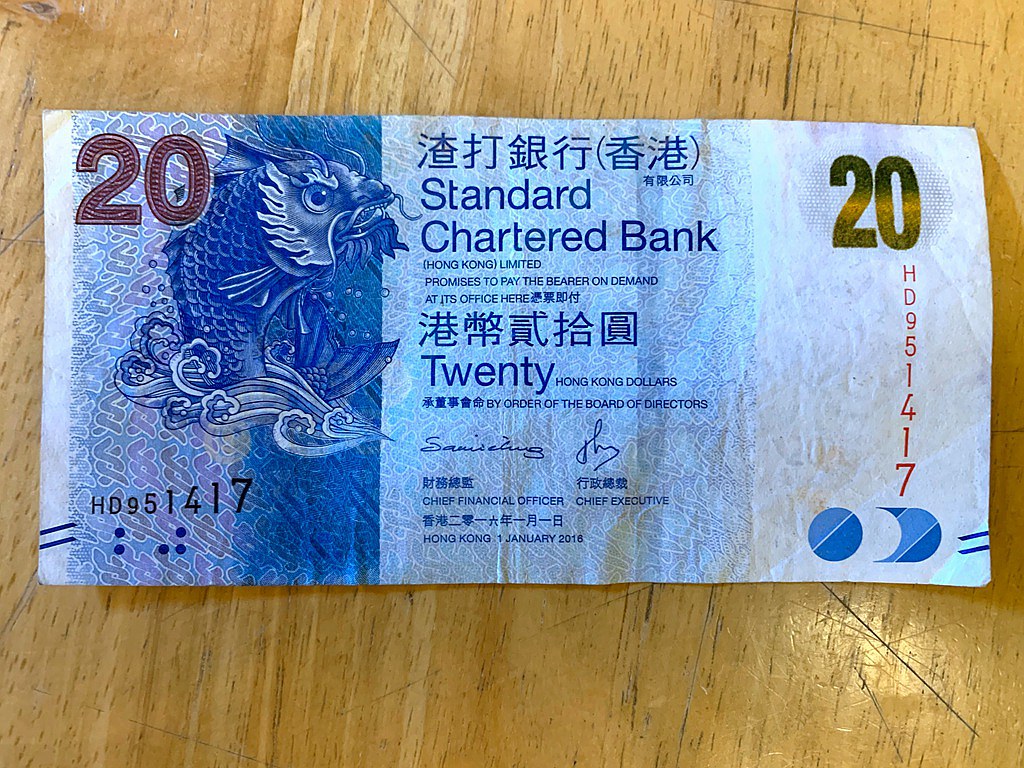 20
渣打銀行(香港)
有限公司
Standard
Chartered Bank
(HONG KONG) LIMITED
PROMISES TO PAY THE BEARER ON DEMAND
AT ITS OFFICE HERE憑票即付
港幣貳拾圓
Twenty HONG KONG DOLLARS
承董事會命 BY ORDER OF THE BOARD OF DIRECTORS
財務總監 行政總裁
CHIEF FINANCIAL OFFICER CHIEF EXECUTIVE
香港二零一六年一月一日
HONG KONG 1 JANUARY 2016
HD951417
20
HD951417